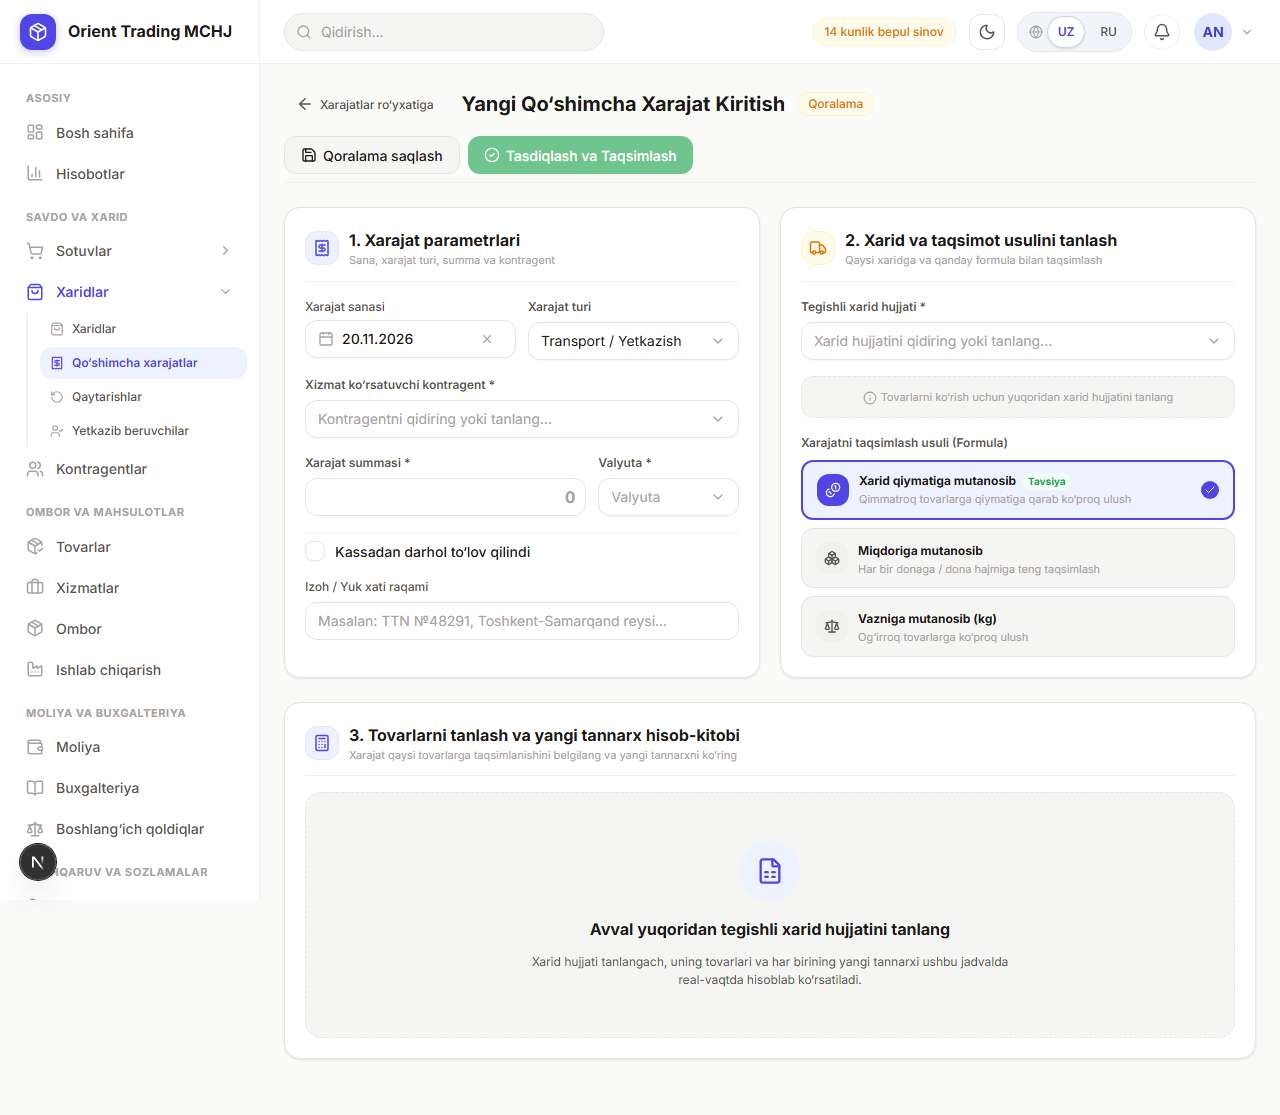 Orient Trading MCHJ
Qidirish...
14 kunlik bepul sinov
UZ
RU
AN
ASOSIY
Bosh sahifa
Hisobotlar
SAVDO VA XARID
Sotuvlar
Xaridlar
Xaridlar
Qo‘shimcha xarajatlar
Qaytarishlar
Yetkazib beruvchilar
Kontragentlar
OMBOR VA MAHSULOTLAR
Tovarlar
Xizmatlar
Ombor
Ishlab chiqarish
MOLIYA VA BUXGALTERIYA
Moliya
Buxgalteriya
Boshlang‘ich qoldiqlar
N
QARUV VA SOZLAMALAR
Xarajatlar ro‘yxatiga
Yangi Qo‘shimcha Xarajat Kiritish
Qoralama
Qoralama saqlash
Tasdiqlash va Taqsimlash
1. Xarajat parametrlari
Sana, xarajat turi, summa va kontragent
Xarajat sanasi
Xarajat turi
20.11.2026
Transport / Yetkazish
Xizmat ko‘rsatuvchi kontragent *
Kontragentni qidiring yoki tanlang...
Xarajat summasi *
Valyuta *
0
Valyuta
Kassadan darhol to‘lov qilindi
Izoh / Yuk xati raqami
Masalan: TTN №48291, Toshkent-Samarqand reysi...
2. Xarid va taqsimot usulini tanlash
Qaysi xaridga va qanday formula bilan taqsimlash
Tegishli xarid hujjati *
Xarid hujjatini qidiring yoki tanlang...
Tovarlarni ko‘rish uchun yuqoridan xarid hujjatini tanlang
Xarajatni taqsimlash usuli (Formula)
Xarid qiymatiga mutanosib
Tavsiya
Qimmatroq tovarlarga qiymatiga qarab ko‘proq ulush
Miqdoriga mutanosib
Har bir donaga / dona hajmiga teng taqsimlash
Vazniga mutanosib (kg)
Og‘irroq tovarlarga ko‘proq ulush
3. Tovarlarni tanlash va yangi tannarx hisob-kitobi
Xarajat qaysi tovarlarga taqsimlanishini belgilang va yangi tannarxni ko‘ring
Avval yuqoridan tegishli xarid hujjatini tanlang
Xarid hujjati tanlangach, uning tovarlari va har birining yangi tannarxi ushbu jadvalda
real-vaqtda hisoblab ko‘rsatiladi.